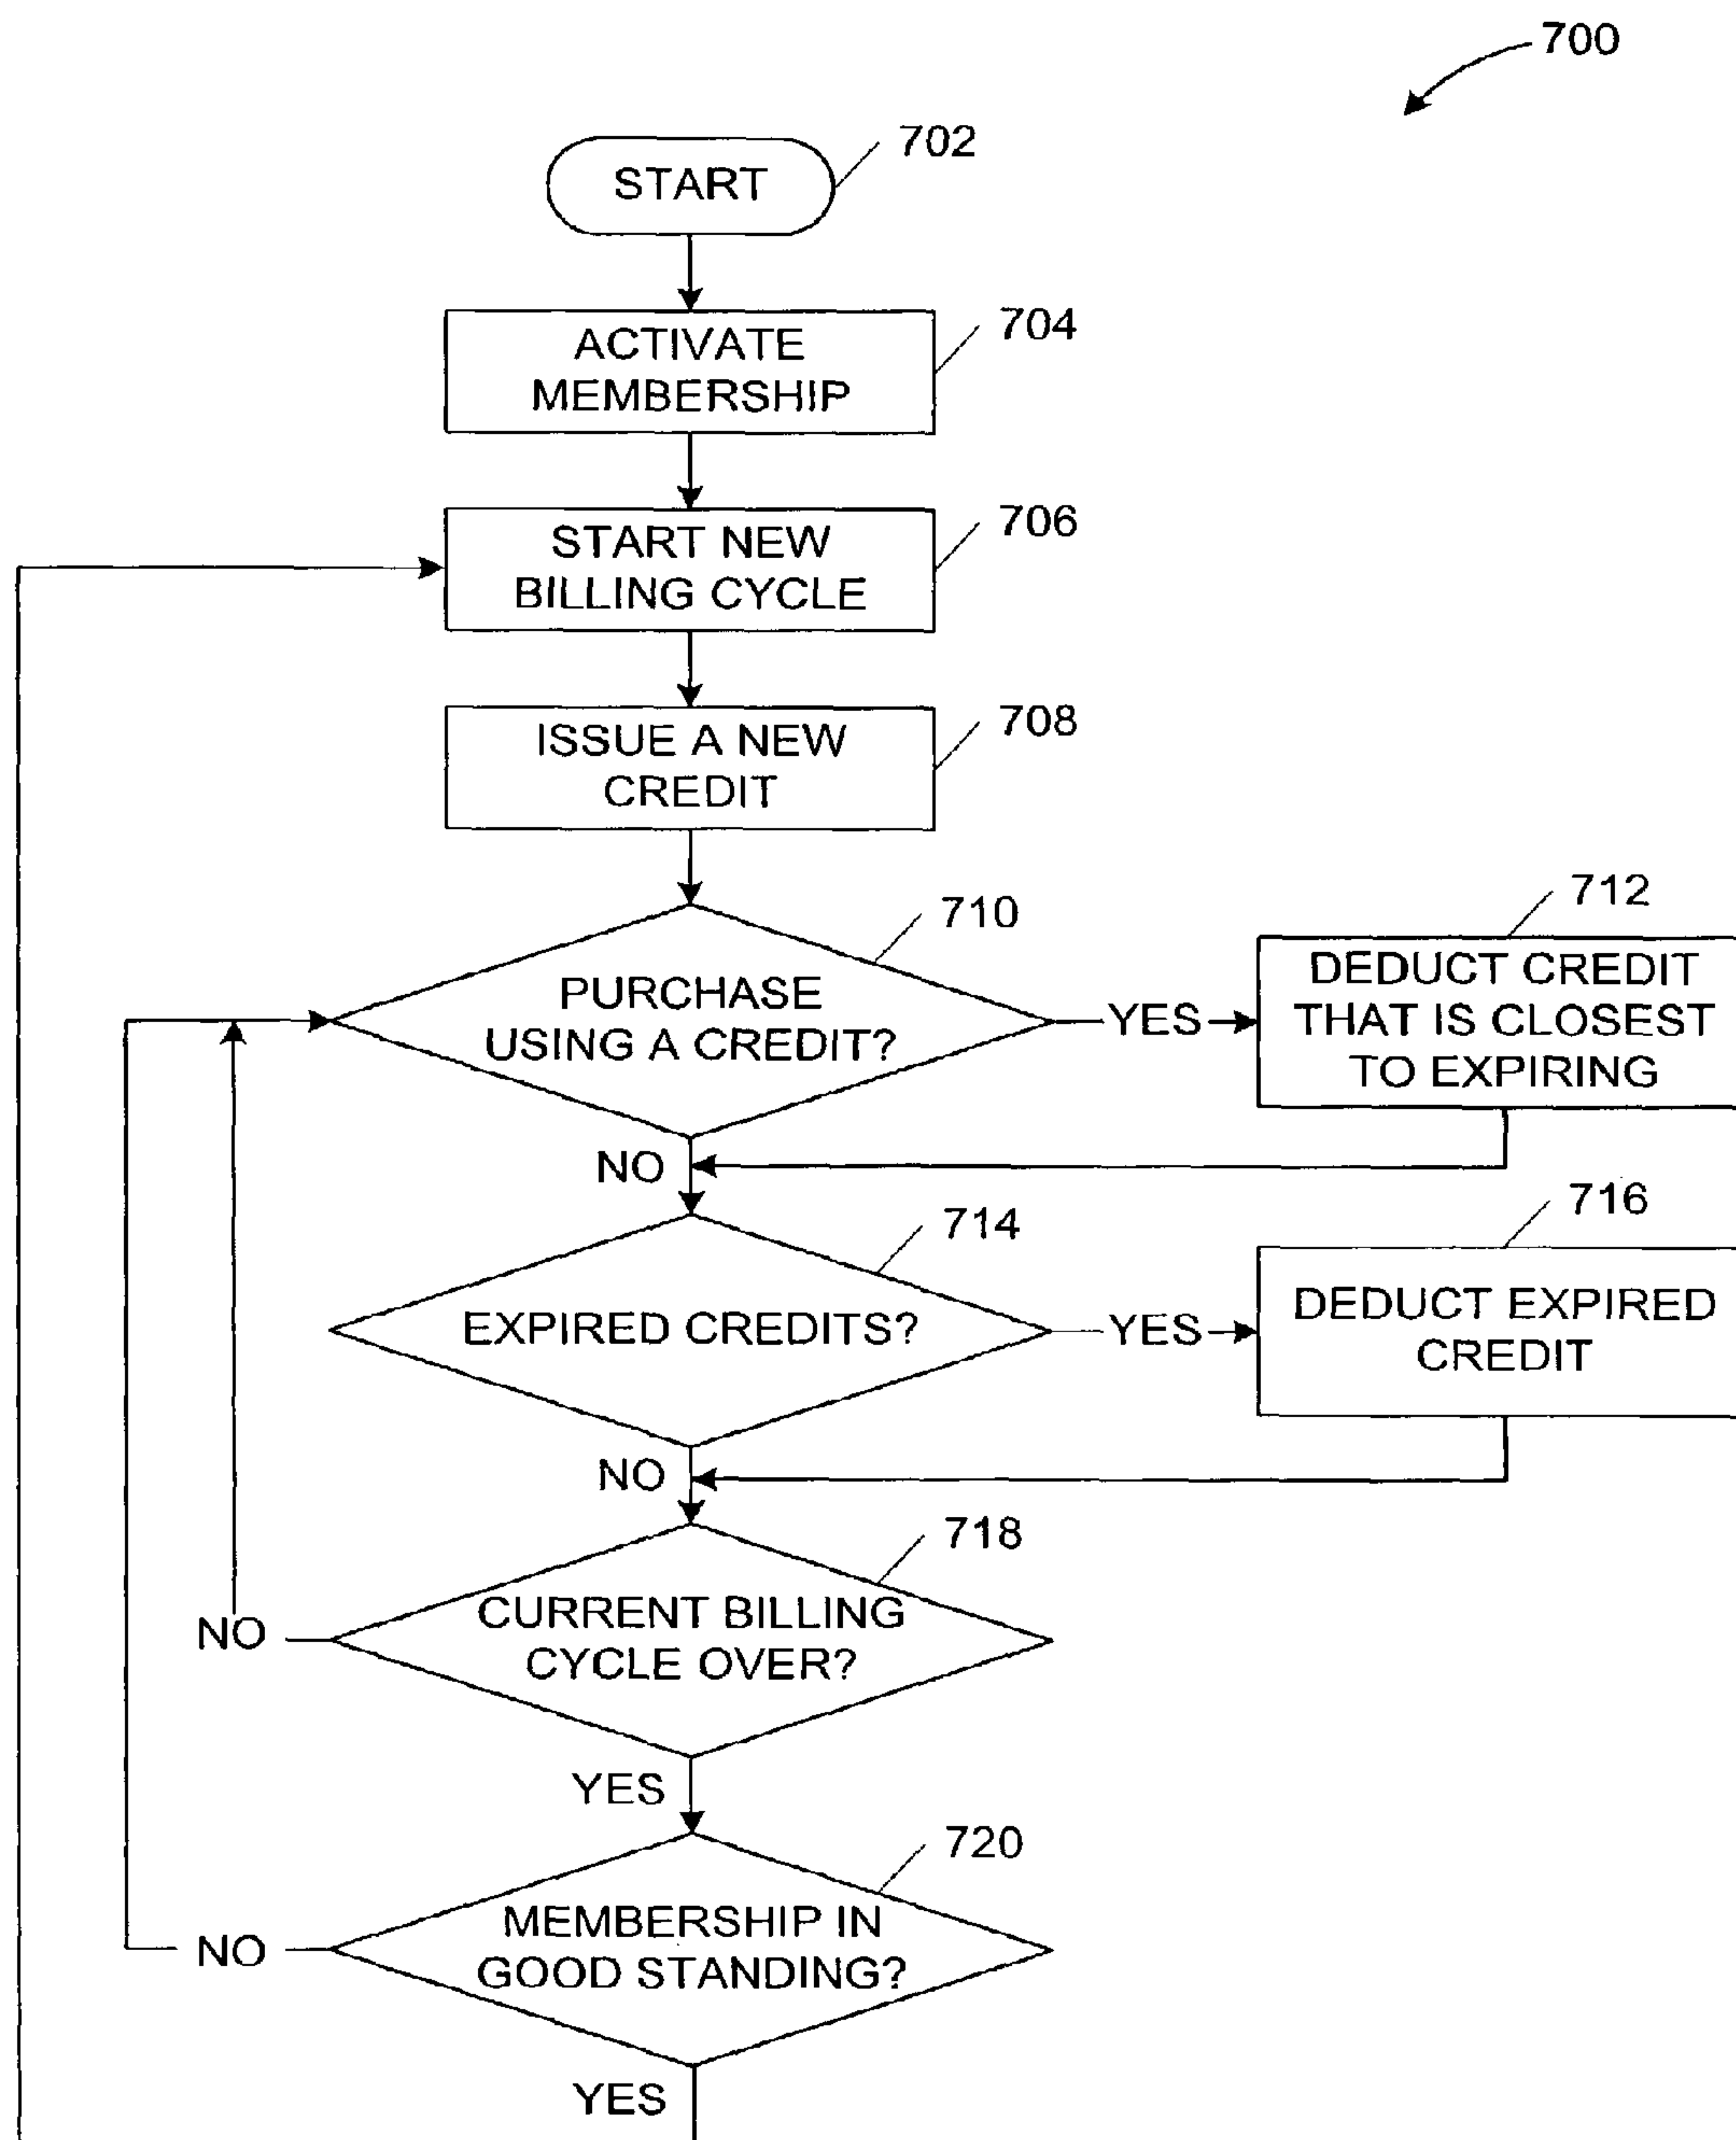 700
702
START
704
ACTIVATE
MEMBERSHIP
706
START NEW
BILLING CYCLE
708
ISSUE A NEW
CREDIT
710
PURCHASE
USING A CREDIT?
YES
712
DEDUCT CREDIT
THAT IS CLOSEST
TO EXPIRING
NO
714
EXPIRED CREDITS?
YES
716
DEDUCT EXPIRED
CREDIT
NO
718
CURRENT BILLING
CYCLE OVER?
NO
YES
720
MEMBERSHIP IN
GOOD STANDING?
NO
YES